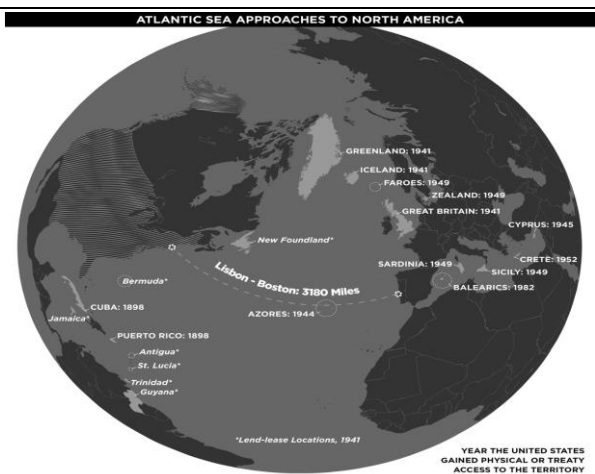 ATLANTIC SEA APPROACHES TO NORTH AMERICA
GREENLAND: 1941
ICELAND: 1941
FAROES: 1949
ZEALAND: 1949
GREAT BRITAIN: 1941
CYPRUS: 1945
New Foundland*
CRETE: 1952
SARDINIA: 1949
SICILY: 1949
Lisbon - Boston: 3180 Miles
Bermuda*
BALEARICS: 1982
CUBA: 1898
AZORES: 1944
Jamaica*
PUERTO RICO: 1898
Antigua*
St. Lucia*
Trinidad*
Guyana*
*Lend-lease Locations, 1941
YEAR THE UNITED STATES
GAINED PHYSICAL OR TREATY
ACCESS TO THE TERRITORY